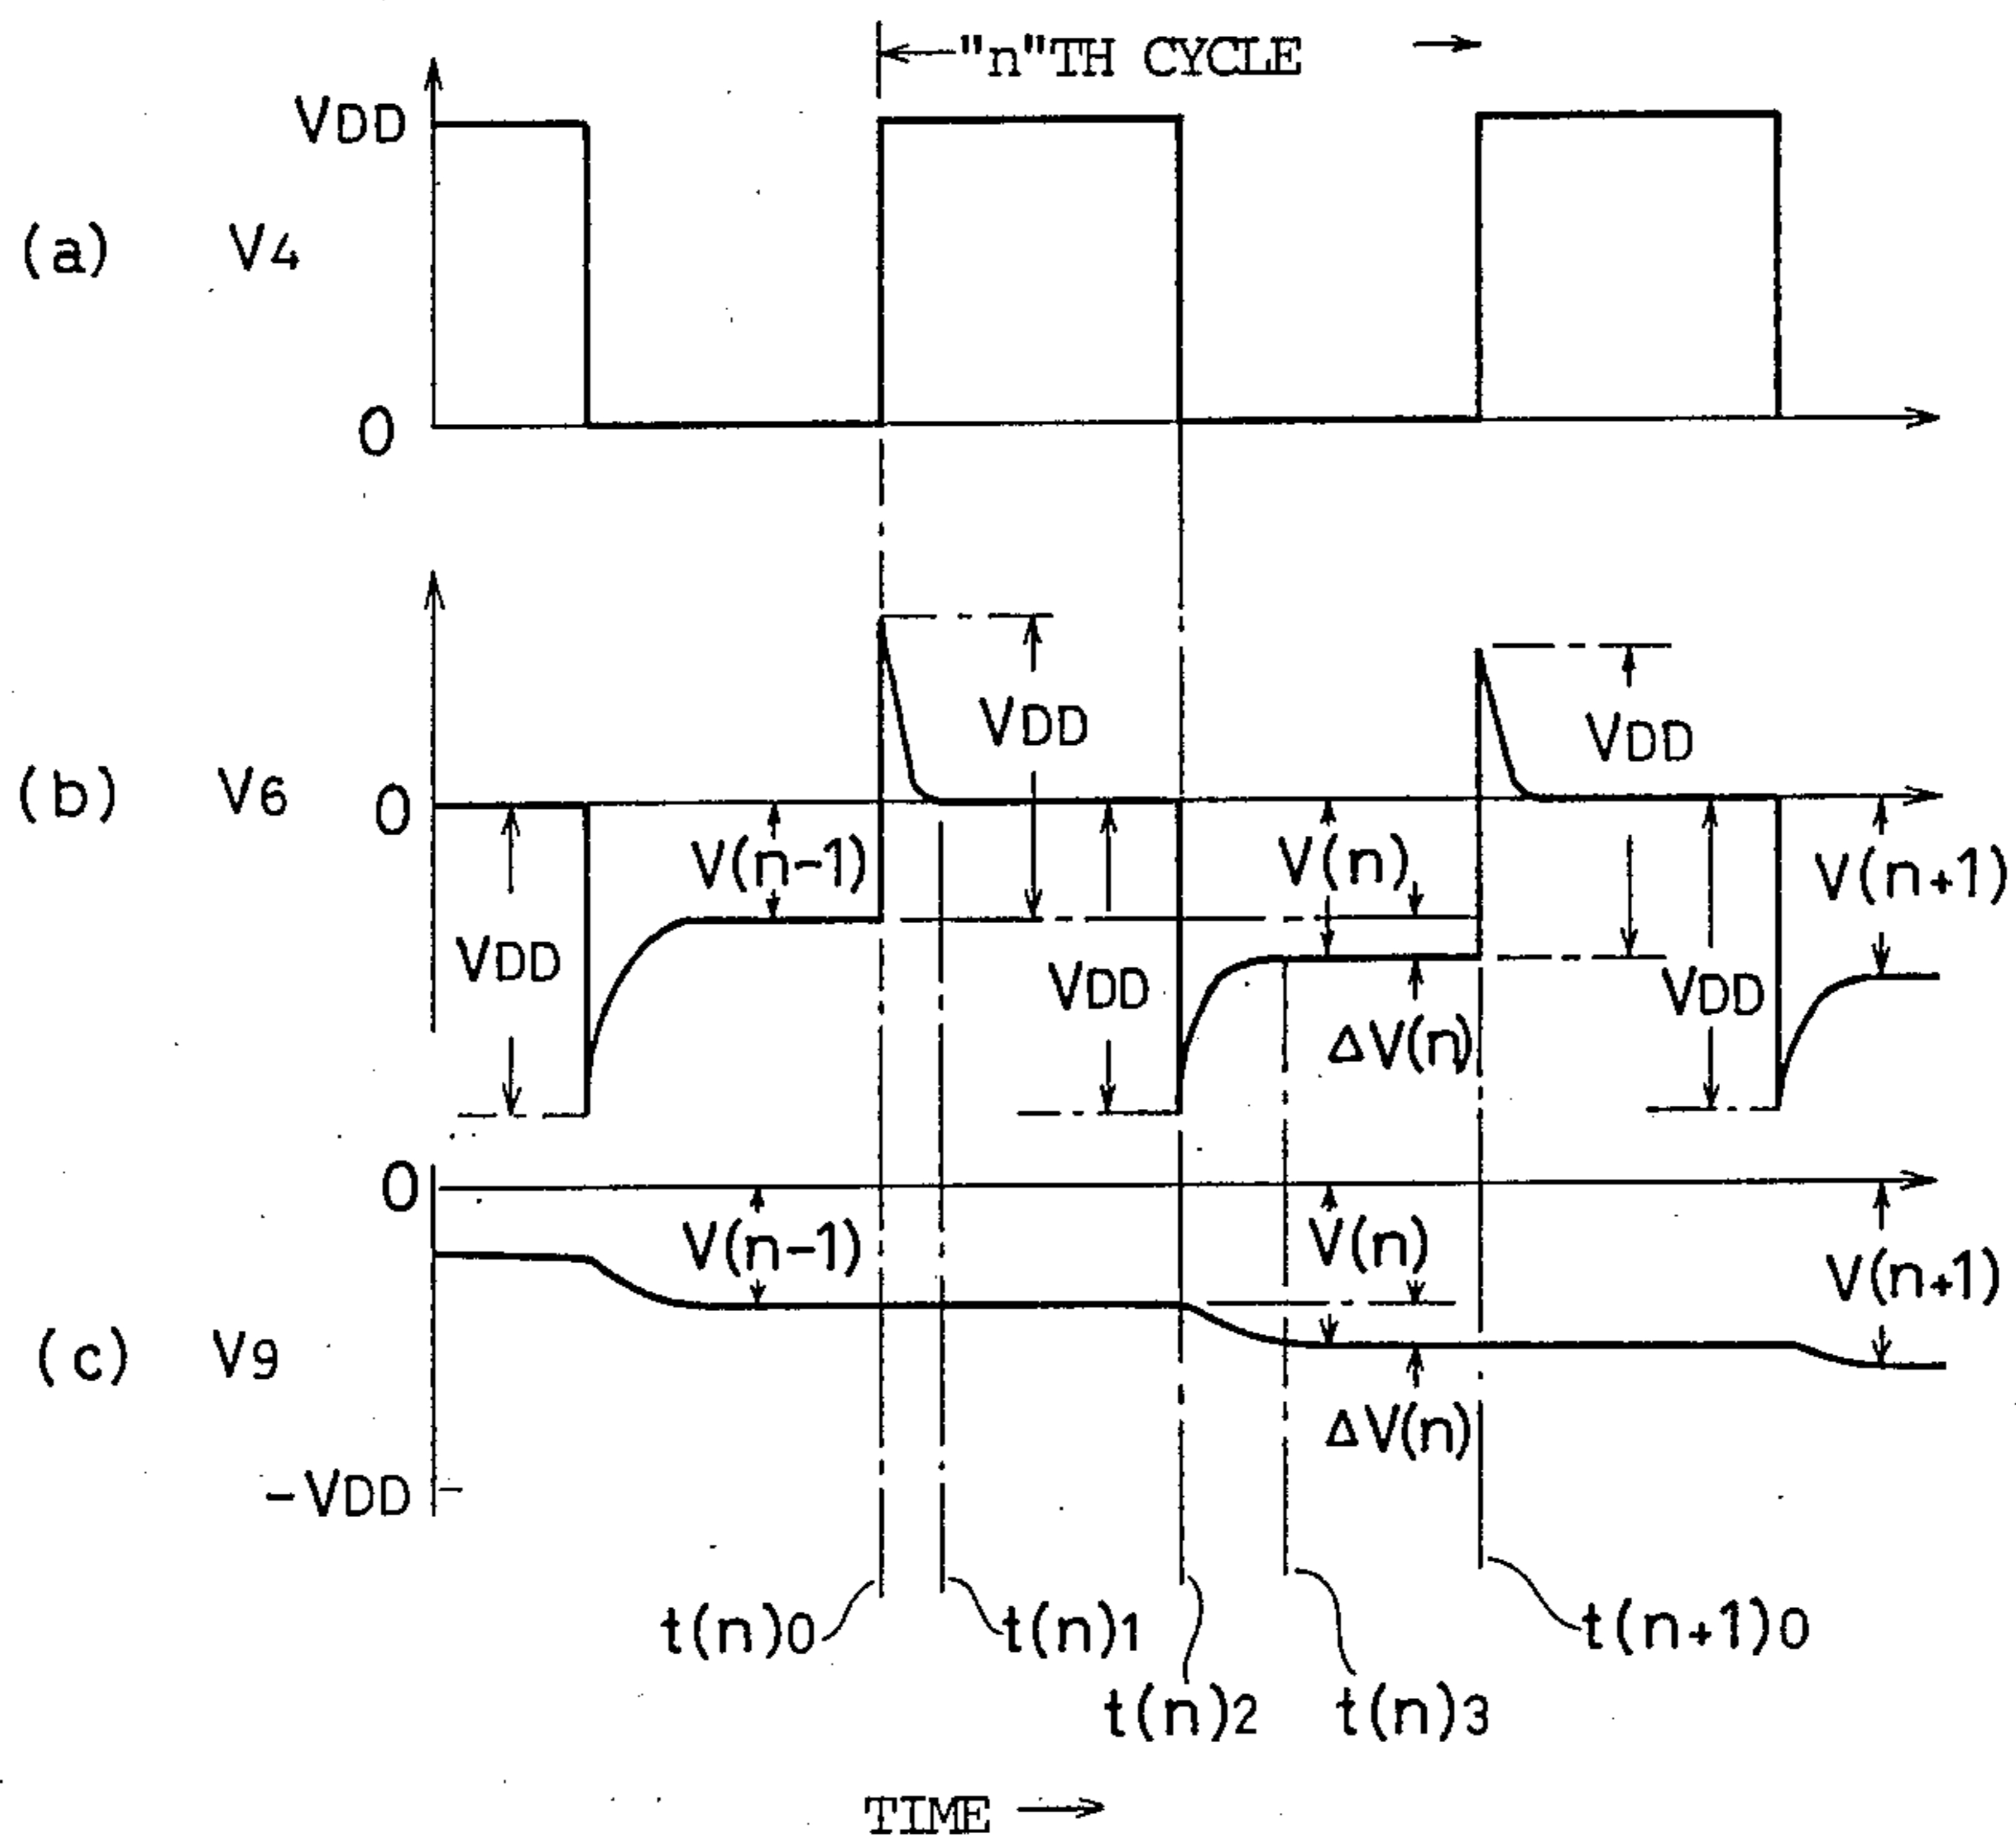 "n"TH CYCLE
VDD
(a) V4
0
VDD
VDD
(b) V6
0
V(n-1)
V(n)
V(n+1)
VDD
VDD
VDD
ΔV(n)
0
V(n-1)
V(n)
V(n+1)
(c) V9
ΔV(n)
-VDD
t(n)0
t(n)1
t(n+1)0
t(n)2
t(n)3
TIME